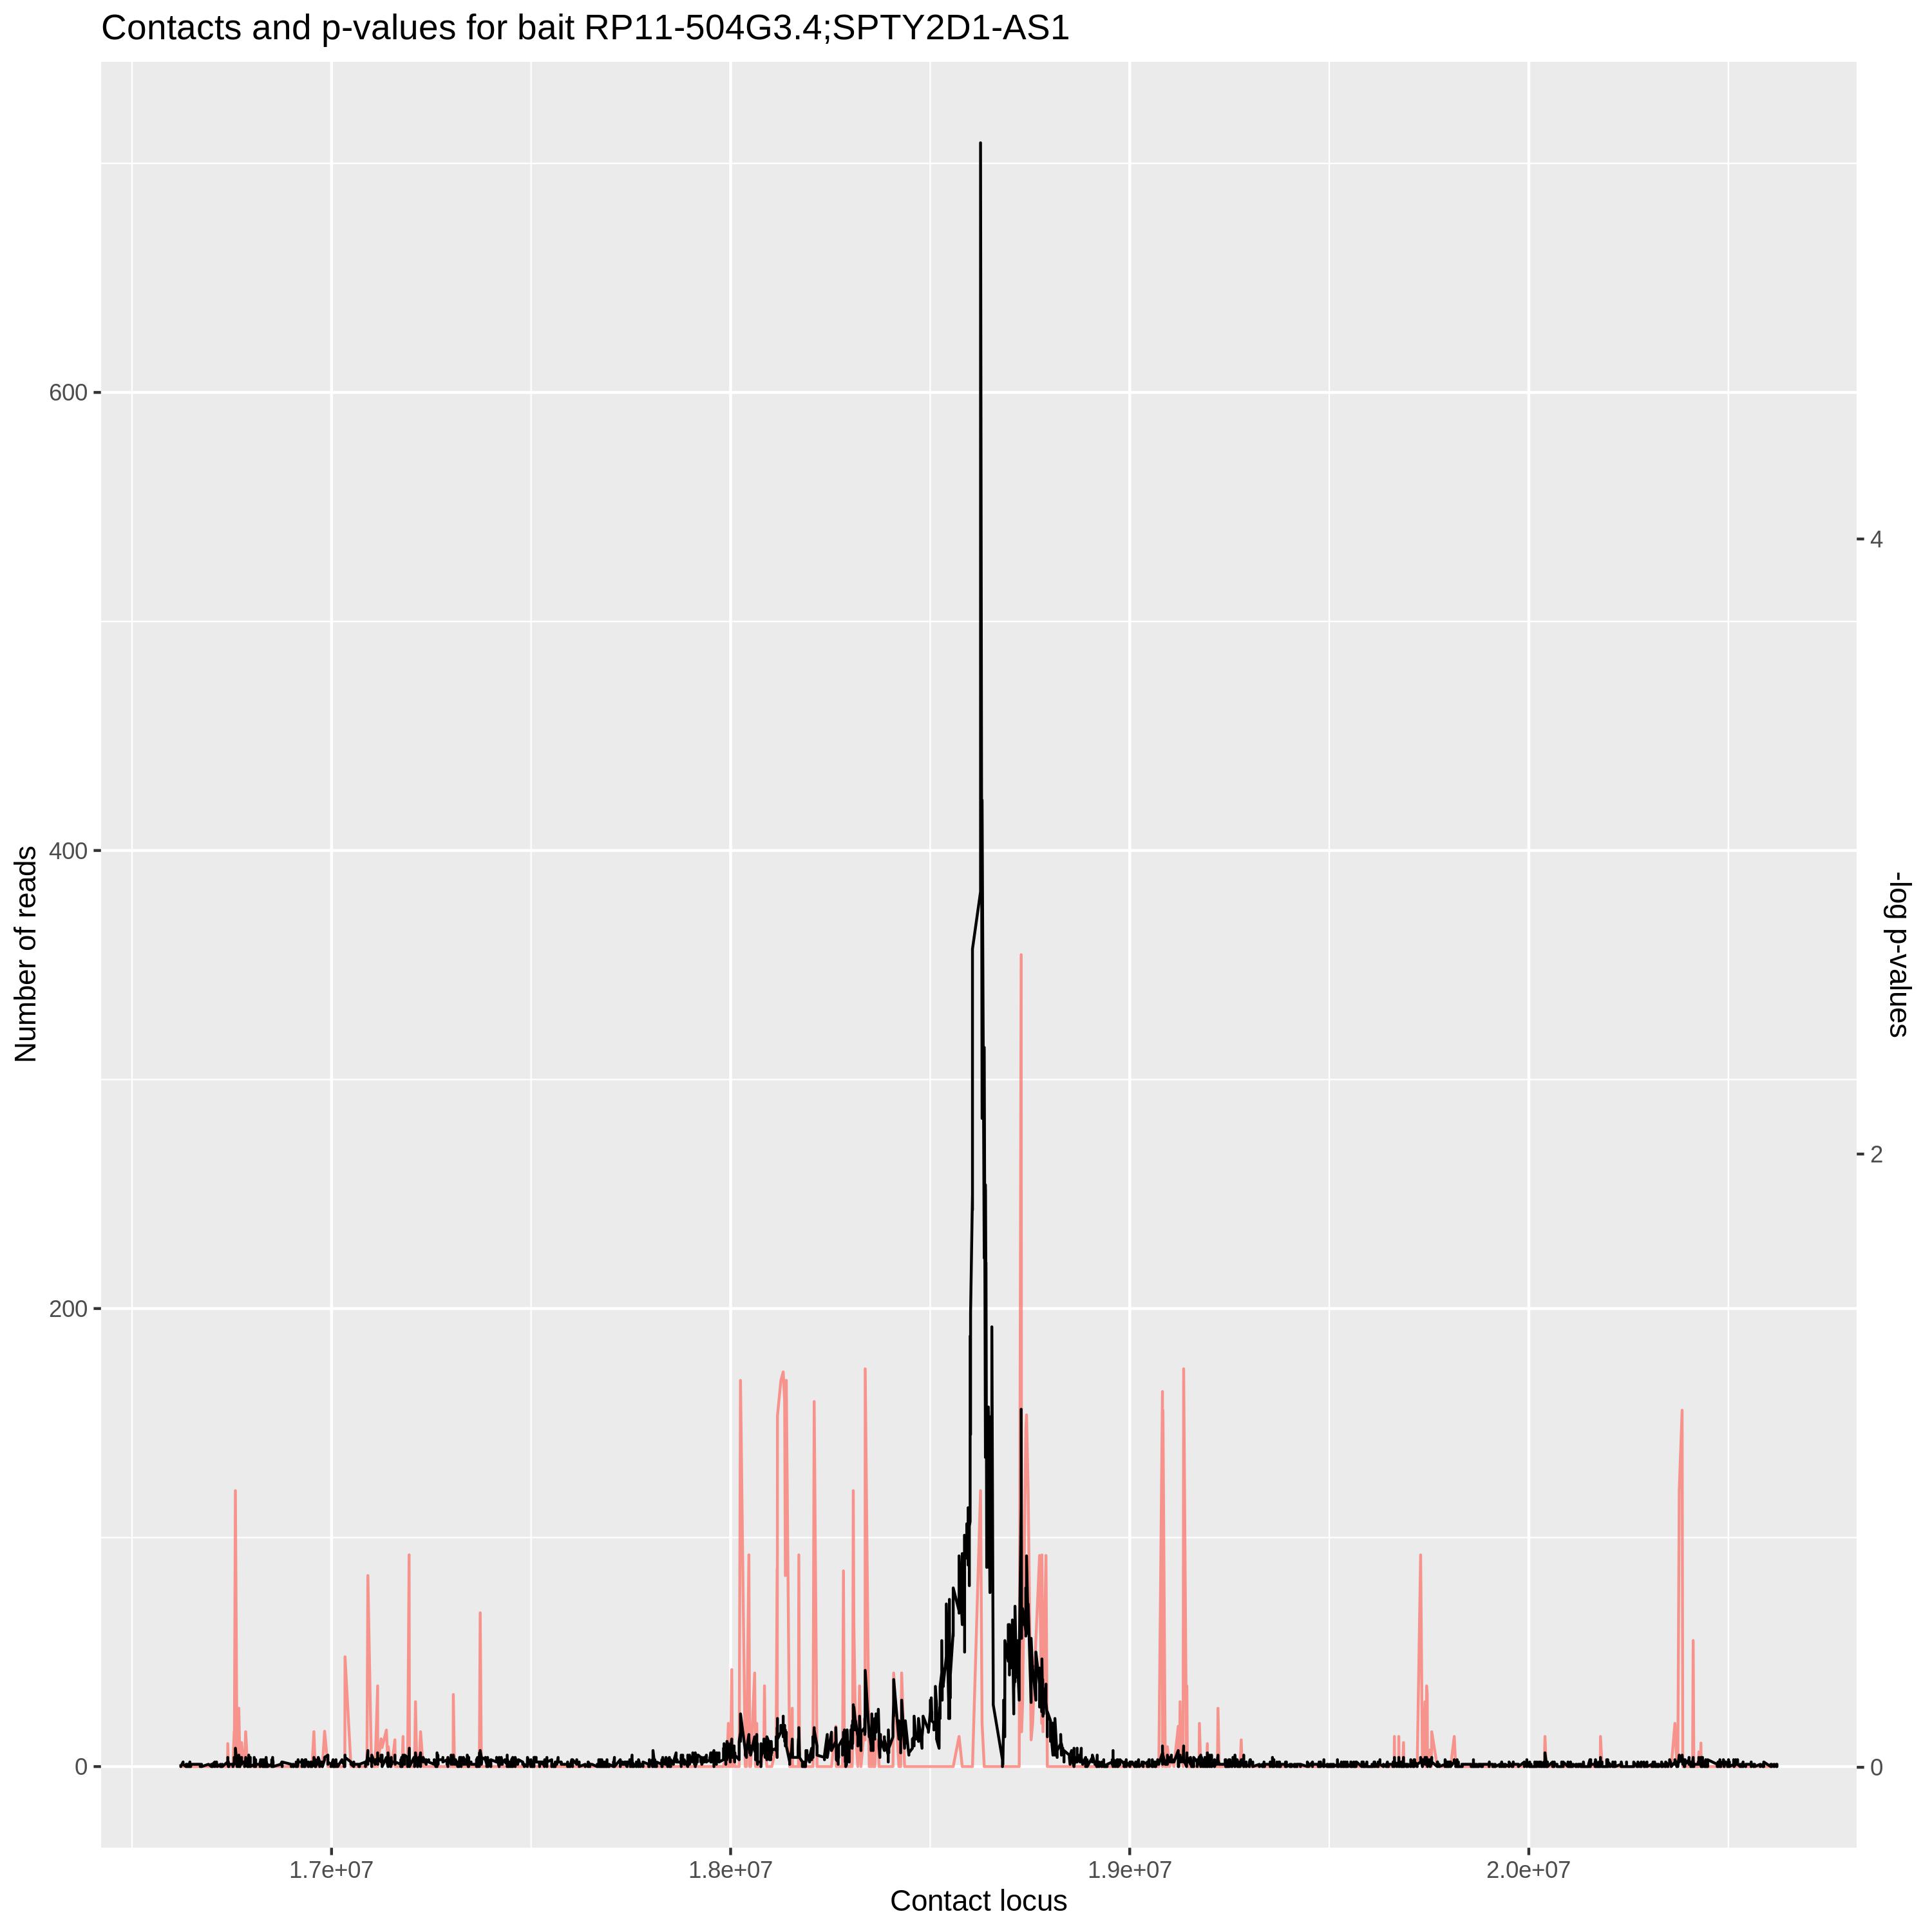 Contacts and p-values for bait RP11-504G3.4;SPTY2D1-AS1
Number of reads
600
400
200
0
4
2
0
-log p-values
1.7e+07
1.8e+07
1.9e+07
2.0e+07
Contact locus